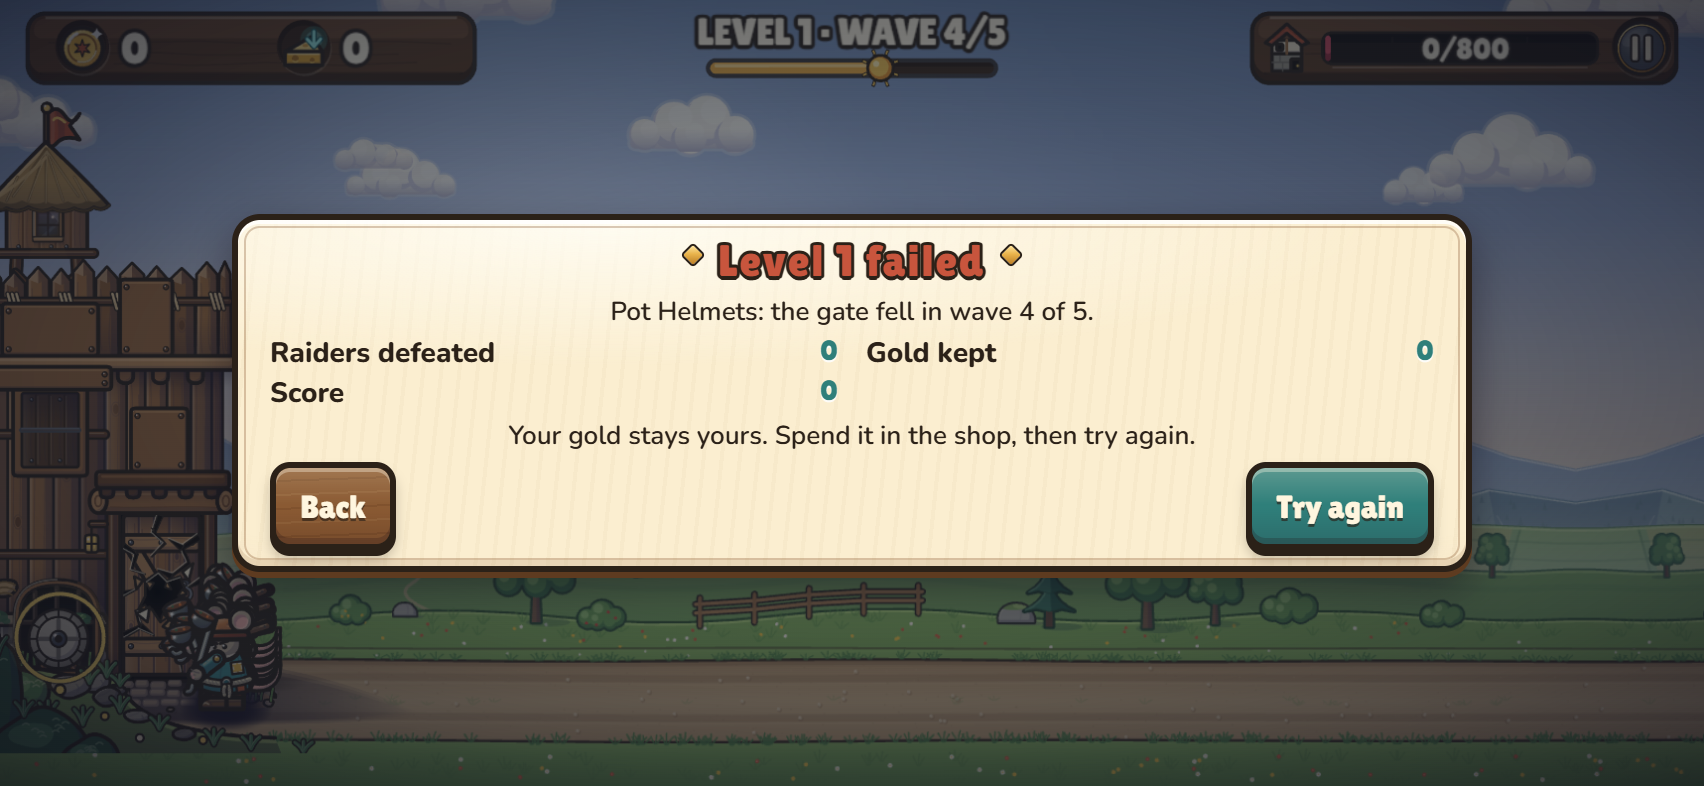 0
0
LEVEL 1 · WAVE 4/5
0/800
Level 1 failed
Pot Helmets: the gate fell in wave 4 of 5.
Raiders defeated 0 Gold kept 0
Score 0
Your gold stays yours. Spend it in the shop, then try again.
Back
Try again